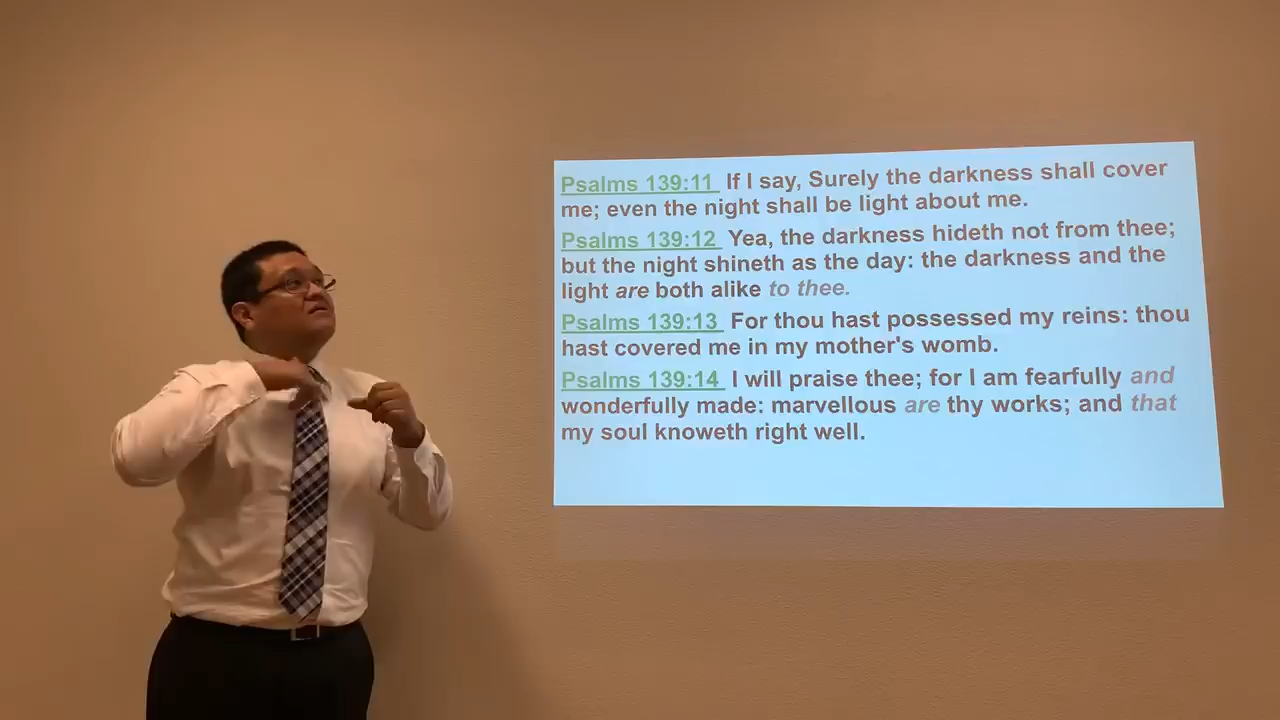 Psalms 139:11 If I say, Surely the darkness shall cover
me; even the night shall be light about me.
Psalms 139:12 Yea, the darkness hideth not from thee;
but the night shineth as the day: the darkness and the
light are both alike to thee.
Psalms 139:13 For thou hast possessed my reins: thou
hast covered me in my mother's womb.
Psalms 139:14 I will praise thee; for I am fearfully and
wonderfully made: marvellous are thy works; and that
my soul knoweth right well.